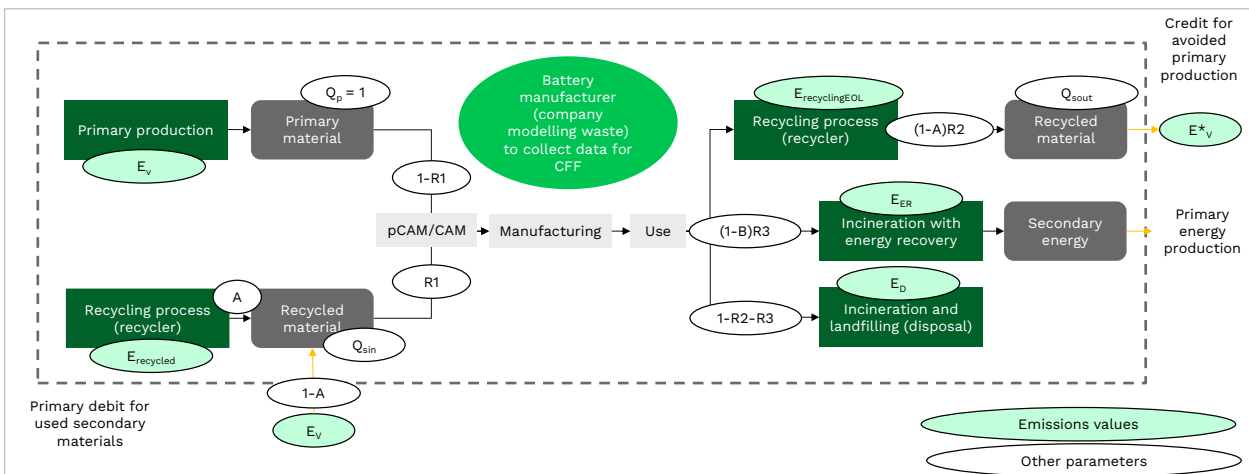 Credit for
avoided
primary
production
Battery
manufacturer
(company
modelling waste)
to collect data for
CFF
Qp = 1
Primary production
Primary
material
Ev
ErecyclingEOL
Recycling process
(recycler)
(1-A)R2
Qsout
Recycled
material
E*V
1-R1
EER
pCAM/CAM
Manufacturing
Use
(1-B)R3
Incineration with
energy recovery
Secondary
energy
Primary
energy
production
R1
ED
A
Recycling process
(recycler)
Recycled
material
1-R2-R3
Incineration and
landfilling (disposal)
Erecycled
Qsin
1-A
Primary debit for
used secondary
materials
EV
Emissions values
Other parameters